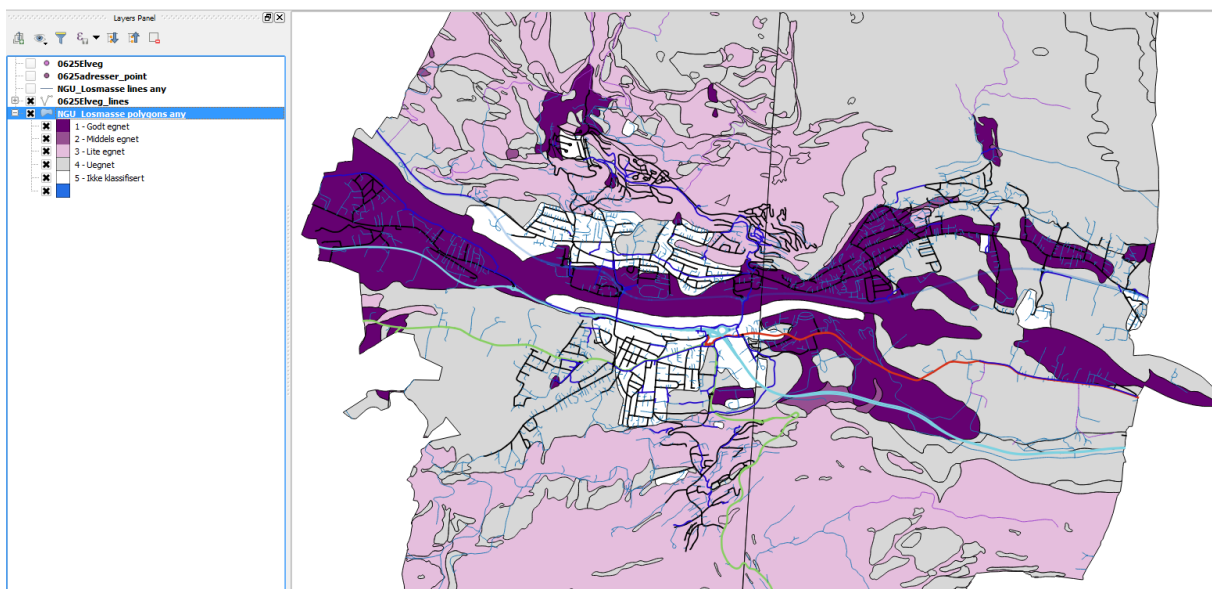 Layers Panel
0625Elveg
0625adresser_point
NGU_Losmasse lines any
0625Elveg_lines
NGU_Losmasse polygons any
1 - Godt egnet
2 - Middels egnet
3 - Lite egnet
4 - Uegnet
5 - Ikke klassifisert